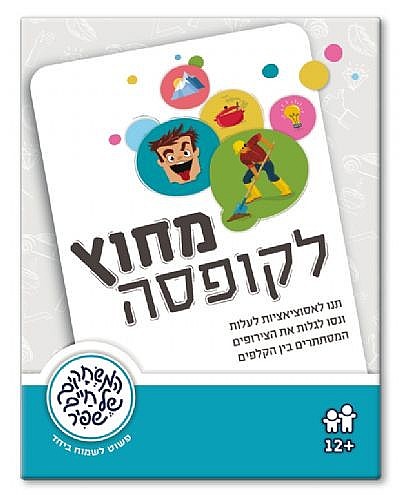 מחוץ
לקופסה
תנו לאסוציאציות לעלות
ונסו לגלות את הצירופים
המסתתרים בין הקלפים
המשחקים
של חיים
שפיר
פשוט לשמוח ביחד
12+